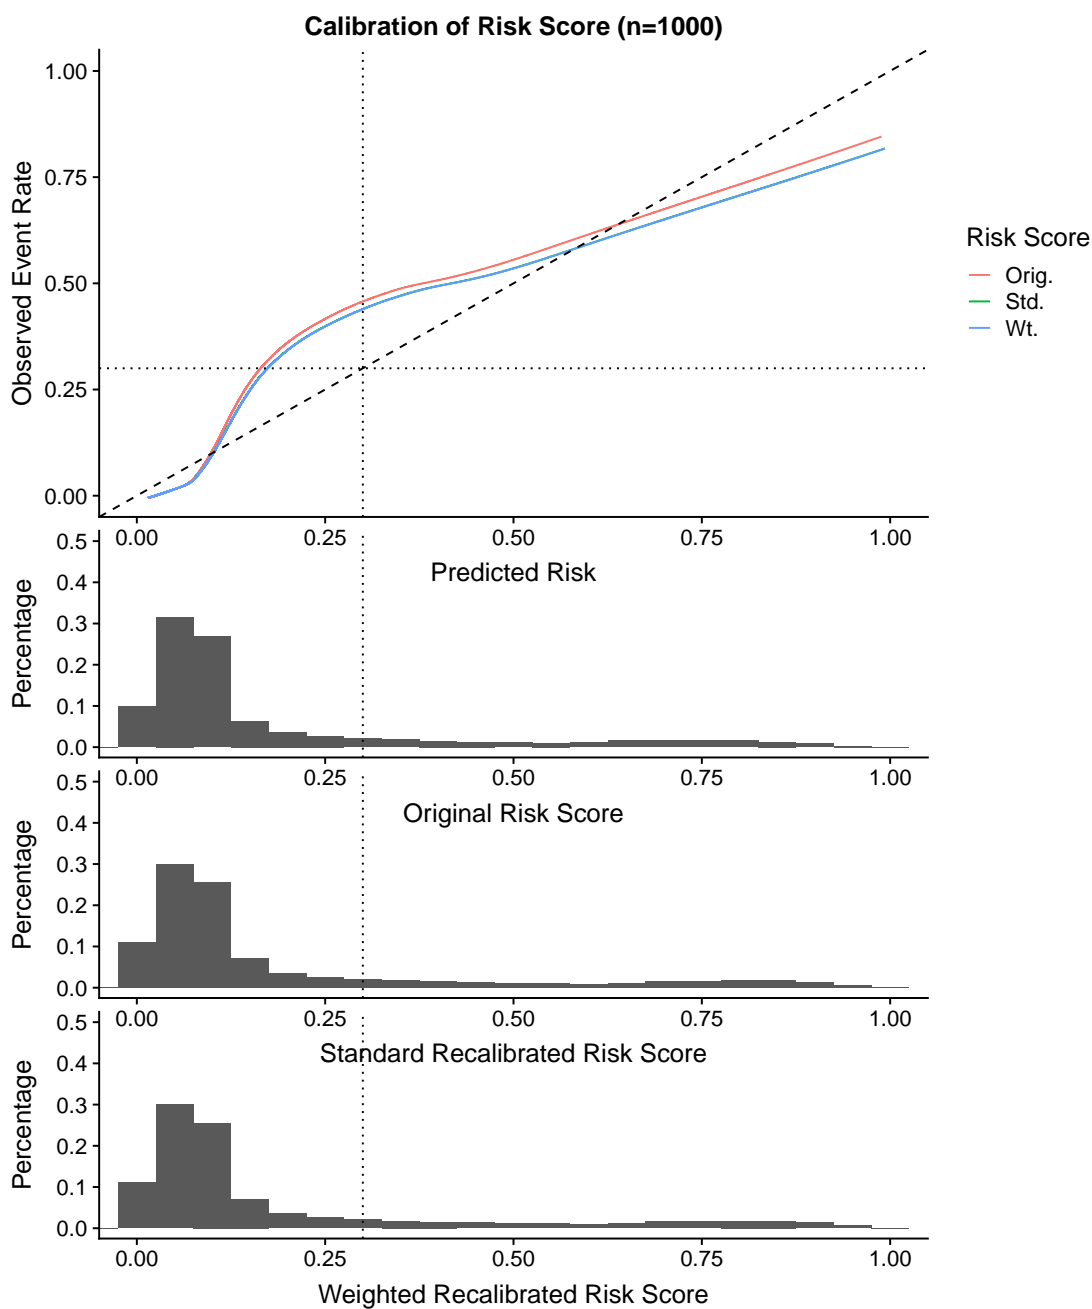 Calibration of Risk Score (n=1000)
1.00
0.75
0.50
0.25
0.00
Observed Event Rate
0.00 0.25 0.50 0.75 1.00
Predicted Risk
Risk Score
Orig.
Std.
Wt.
0.5
0.4
0.3
0.2
0.1
0.0
Percentage
0.00 0.25 0.50 0.75 1.00
Original Risk Score
0.5
0.4
0.3
0.2
0.1
0.0
Percentage
0.00 0.25 0.50 0.75 1.00
Standard Recalibrated Risk Score
0.5
0.4
0.3
0.2
0.1
0.0
Percentage
0.00 0.25 0.50 0.75 1.00
Weighted Recalibrated Risk Score